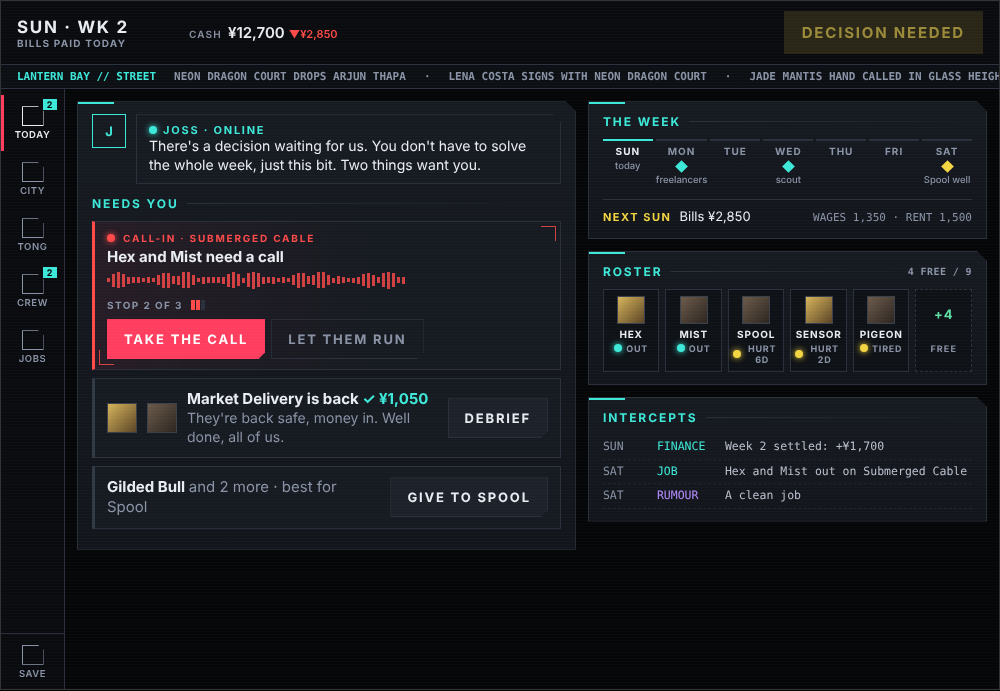 SUN · WK 2
BILLS PAID TODAY
CASH ¥12,700 ▼¥2,850
DECISION NEEDED
LANTERN BAY // STREET NEON DRAGON COURT DROPS ARJUN THAPA · LENA COSTA SIGNS WITH NEON DRAGON COURT · JADE MANTIS HAND CALLED IN GLASS HEIGH
2
TODAY
CITY
TONG
2
CREW
JOBS
SAVE
J
JOSS · ONLINE
There's a decision waiting for us. You don't have to solve
the whole week, just this bit. Two things want you.
NEEDS YOU
CALL-IN · SUBMERGED CABLE
Hex and Mist need a call
STOP 2 OF 3
TAKE THE CALL
LET THEM RUN
Market Delivery is back ✓ ¥1,050
They're back safe, money in. Well
done, all of us.
DEBRIEF
Gilded Bull and 2 more · best for
Spool
GIVE TO SPOOL
THE WEEK
SUN MON TUE WED THU FRI SAT
today
freelancers scout Spool well
NEXT SUN Bills ¥2,850 WAGES 1,350 · RENT 1,500
ROSTER 4 FREE / 9
HEX
OUT
MIST
OUT
SPOOL
HURT
6D
SENSOR
HURT
2D
PIGEON
TIRED
+4
FREE
INTERCEPTS
SUN FINANCE Week 2 settled: +¥1,700
SAT JOB Hex and Mist out on Submerged Cable
SAT RUMOUR A clean job